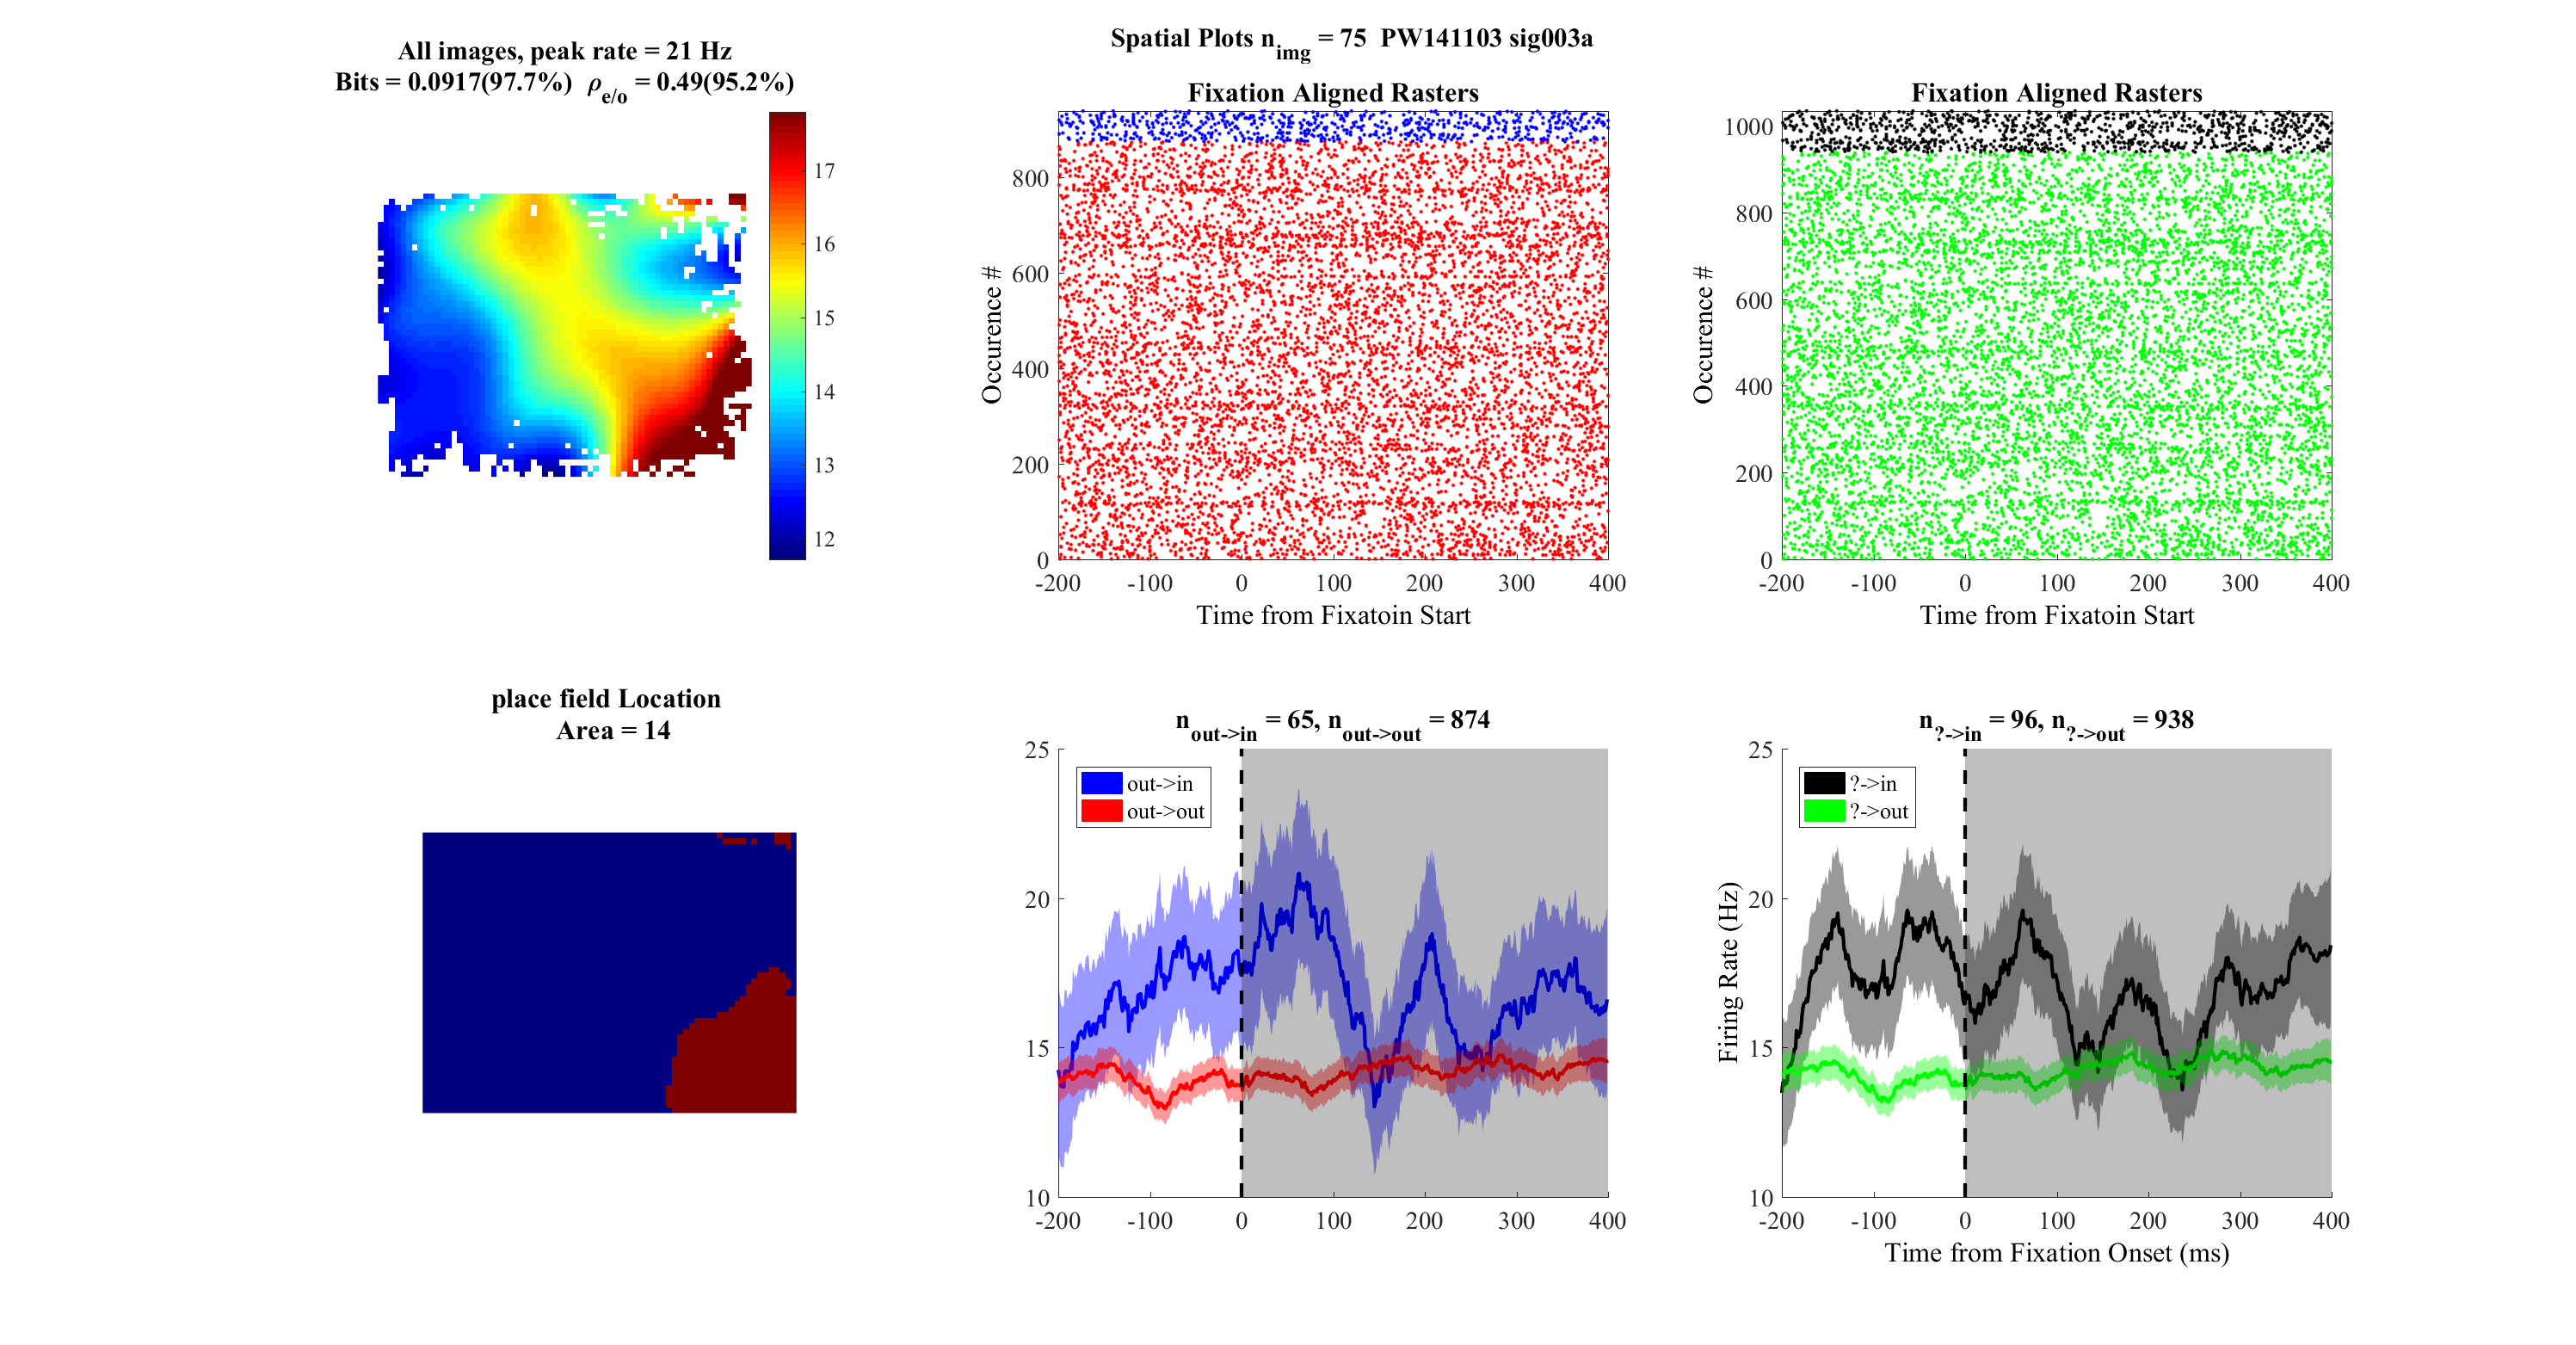 Spatial Plots n_img = 75  PW141103 sig003a
All images, peak rate = 21 Hz
Bits = 0.0917(97.7%)  ρ_e/o = 0.49(95.2%)
17
16
15
14
13
12
Fixation Aligned Rasters
Occurence #
800
600
400
200
0
-200 -100 0 100 200 300 400
Time from Fixatoin Start
Fixation Aligned Rasters
Occurence #
1000
800
600
400
200
0
-200 -100 0 100 200 300 400
Time from Fixatoin Start
place field Location
Area = 14
n_out->in = 65, n_out->out = 874
25
20
15
10
out->in
out->out
-200 -100 0 100 200 300 400
n_?->in = 96, n_?->out = 938
Firing Rate (Hz)
25
20
15
10
?->in
?->out
-200 -100 0 100 200 300 400
Time from Fixation Onset (ms)